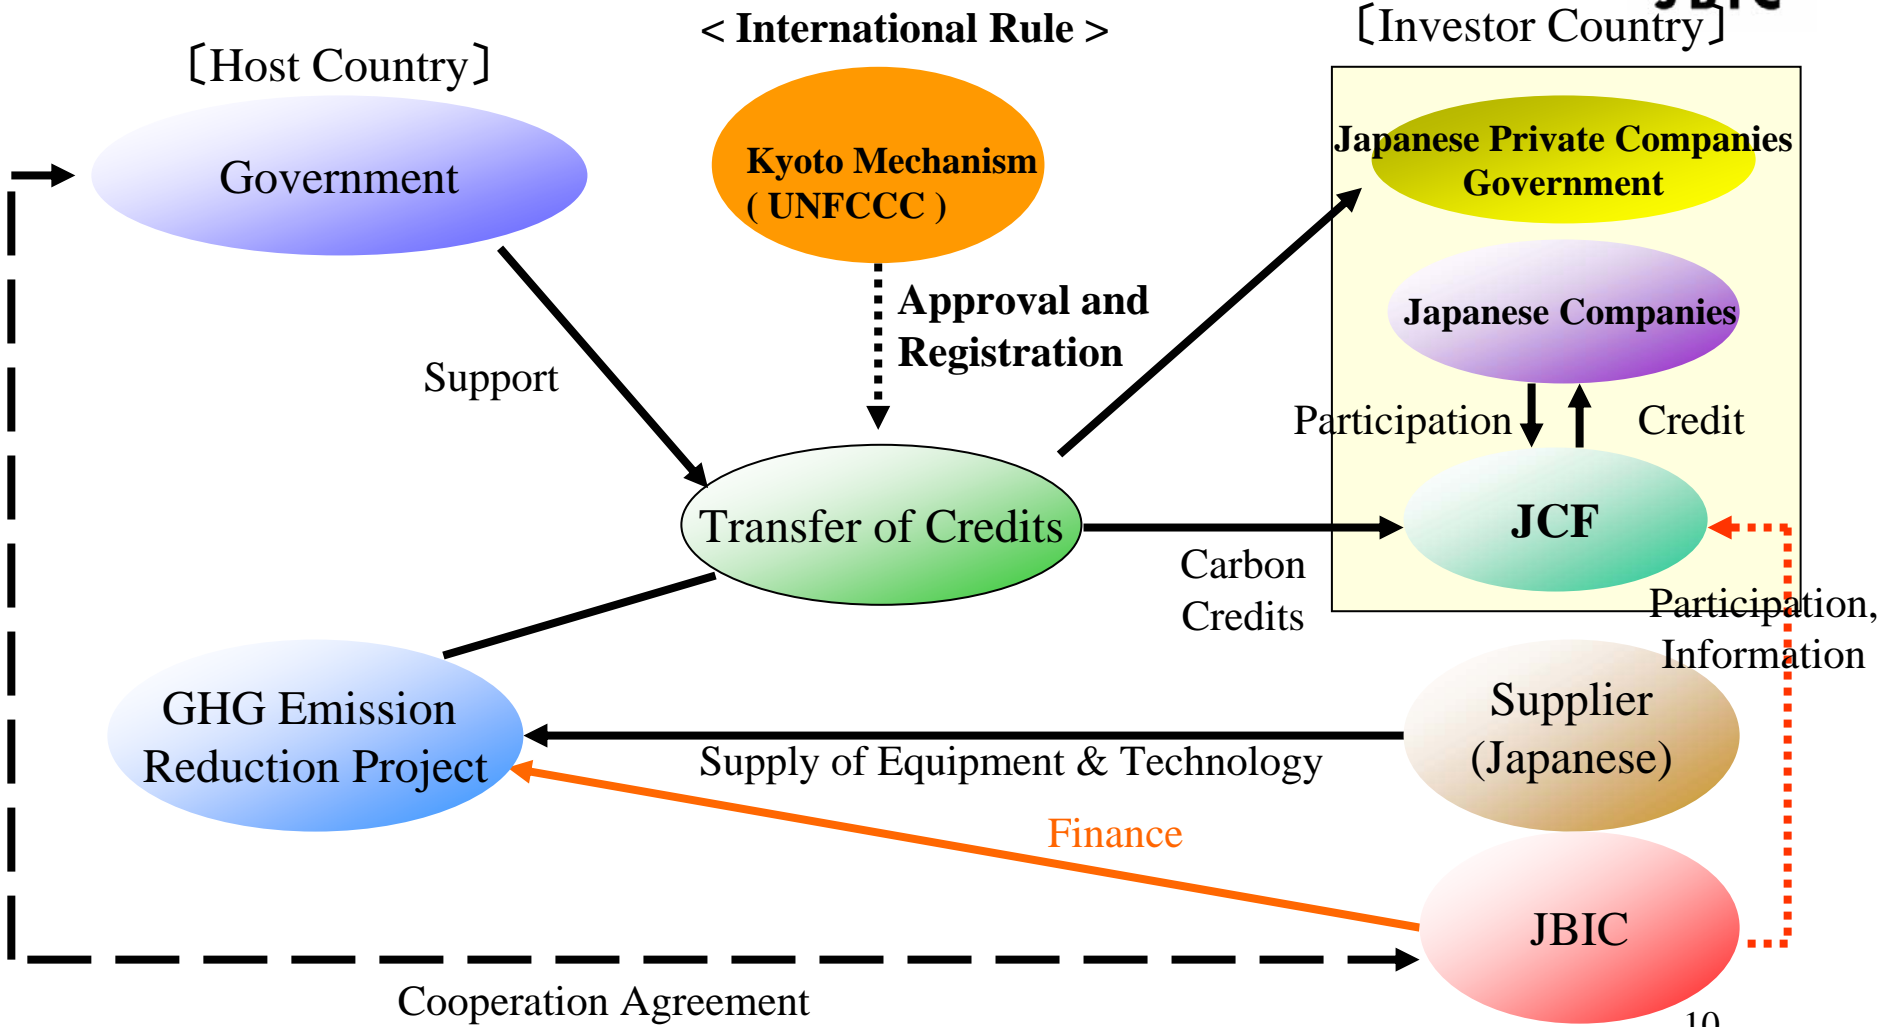 JBIC
< International Rule >
〔Investor Country〕
〔Host Country〕
Government
Kyoto Mechanism
( UNFCCC )
Japanese Private Companies
Government
Approval and
Registration
Japanese Companies
Support
Participation
Credit
Transfer of Credits
JCF
Carbon
Credits
Participation,
Information
GHG Emission
Reduction Project
Supplier
(Japanese)
Supply of Equipment & Technology
Finance
JBIC
Cooperation Agreement
10